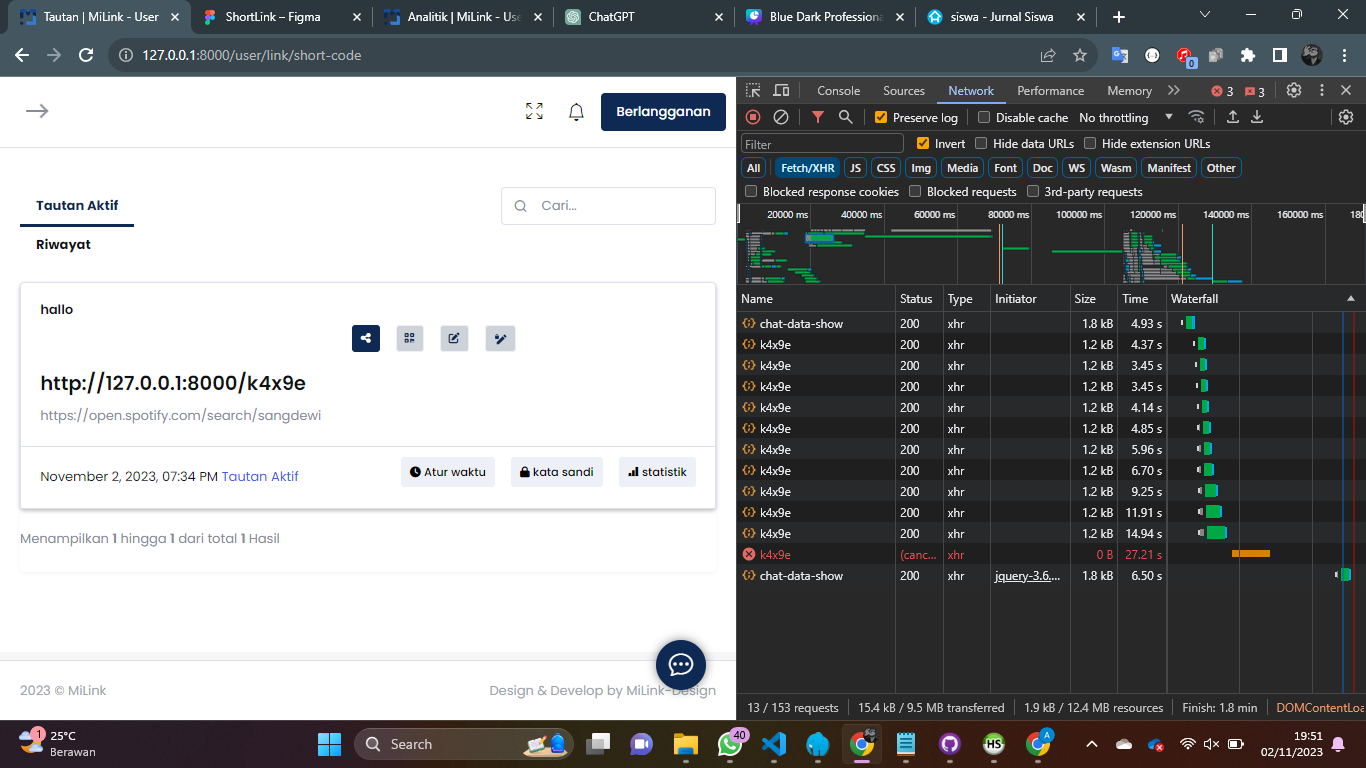 Tautan | MiLink - User
ShortLink – Figma
Analitik | MiLink - Use
ChatGPT
Blue Dark Professiona
siswa - Jurnal Siswa
127.0.0.1:8000/user/link/short-code
0
Berlangganan
Tautan Aktif
Cari...
Riwayat
hallo
http://127.0.0.1:8000/k4x9e
https://open.spotify.com/search/sangdewi
November 2, 2023, 07:34 PM Tautan Aktif
Atur waktu
kata sandi
statistik
Menampilkan 1 hingga 1 dari total 1 Hasil
2023 © MiLink
Design & Develop by MiLink-Design
Console Sources Network Performance Memory
3 3
Preserve log Disable cache No throttling
Filter Invert Hide data URLs Hide extension URLs
All Fetch/XHR JS CSS Img Media Font Doc WS Wasm Manifest Other
Blocked response cookies Blocked requests 3rd-party requests
20000 ms 40000 ms 60000 ms 80000 ms 100000 ms 120000 ms 140000 ms 160000 ms 180
Name Status Type Initiator Size Time Waterfall
chat-data-show 200 xhr 1.8 kB 4.93 s
k4x9e 200 xhr 1.2 kB 4.37 s
k4x9e 200 xhr 1.2 kB 3.45 s
k4x9e 200 xhr 1.2 kB 3.45 s
k4x9e 200 xhr 1.2 kB 4.14 s
k4x9e 200 xhr 1.2 kB 4.85 s
k4x9e 200 xhr 1.2 kB 5.96 s
k4x9e 200 xhr 1.2 kB 6.70 s
k4x9e 200 xhr 1.2 kB 9.25 s
k4x9e 200 xhr 1.2 kB 11.91 s
k4x9e 200 xhr 1.2 kB 14.94 s
k4x9e (canc... xhr 0 B 27.21 s
chat-data-show 200 xhr jquery-3.6.... 1.8 kB 6.50 s
13 / 153 requests 15.4 kB / 9.5 MB transferred 1.9 kB / 12.4 MB resources Finish: 1.8 min DOMContentLoa
1
25°C
Berawan
Search
40
HS
A
19:51
02/11/2023